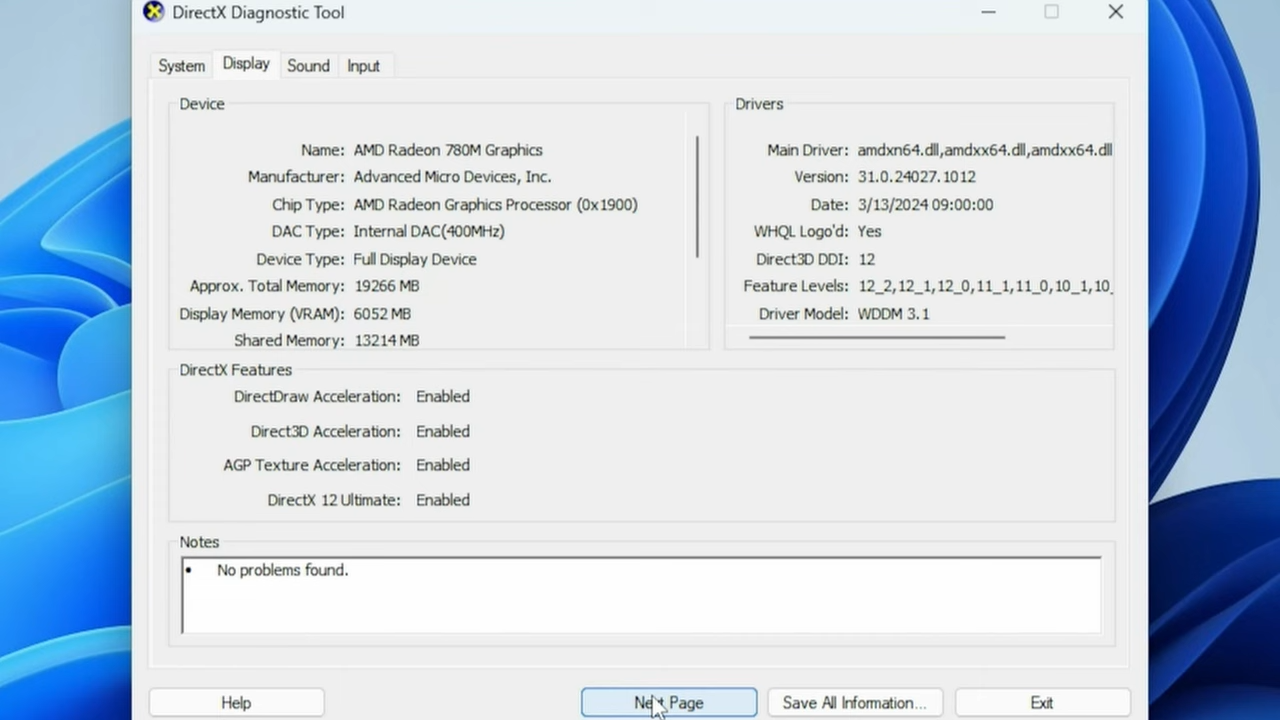 DirectX Diagnostic Tool
System Display Sound Input
Device
Name: AMD Radeon 780M Graphics
Manufacturer: Advanced Micro Devices, Inc.
Chip Type: AMD Radeon Graphics Processor (0x1900)
DAC Type: Internal DAC(400MHz)
Device Type: Full Display Device
Approx. Total Memory: 19266 MB
Display Memory (VRAM): 6052 MB
Shared Memory: 13214 MB
Drivers
Main Driver: amdxn64.dll,amdxx64.dll,amdxx64.dll
Version: 31.0.24027.1012
Date: 3/13/2024 09:00:00
WHQL Logo'd: Yes
Direct3D DDI: 12
Feature Levels: 12_2,12_1,12_0,11_1,11_0,10_1,10_
Driver Model: WDDM 3.1
DirectX Features
DirectDraw Acceleration: Enabled
Direct3D Acceleration: Enabled
AGP Texture Acceleration: Enabled
DirectX 12 Ultimate: Enabled
Notes
• No problems found.
Help Next Page Save All Information... Exit